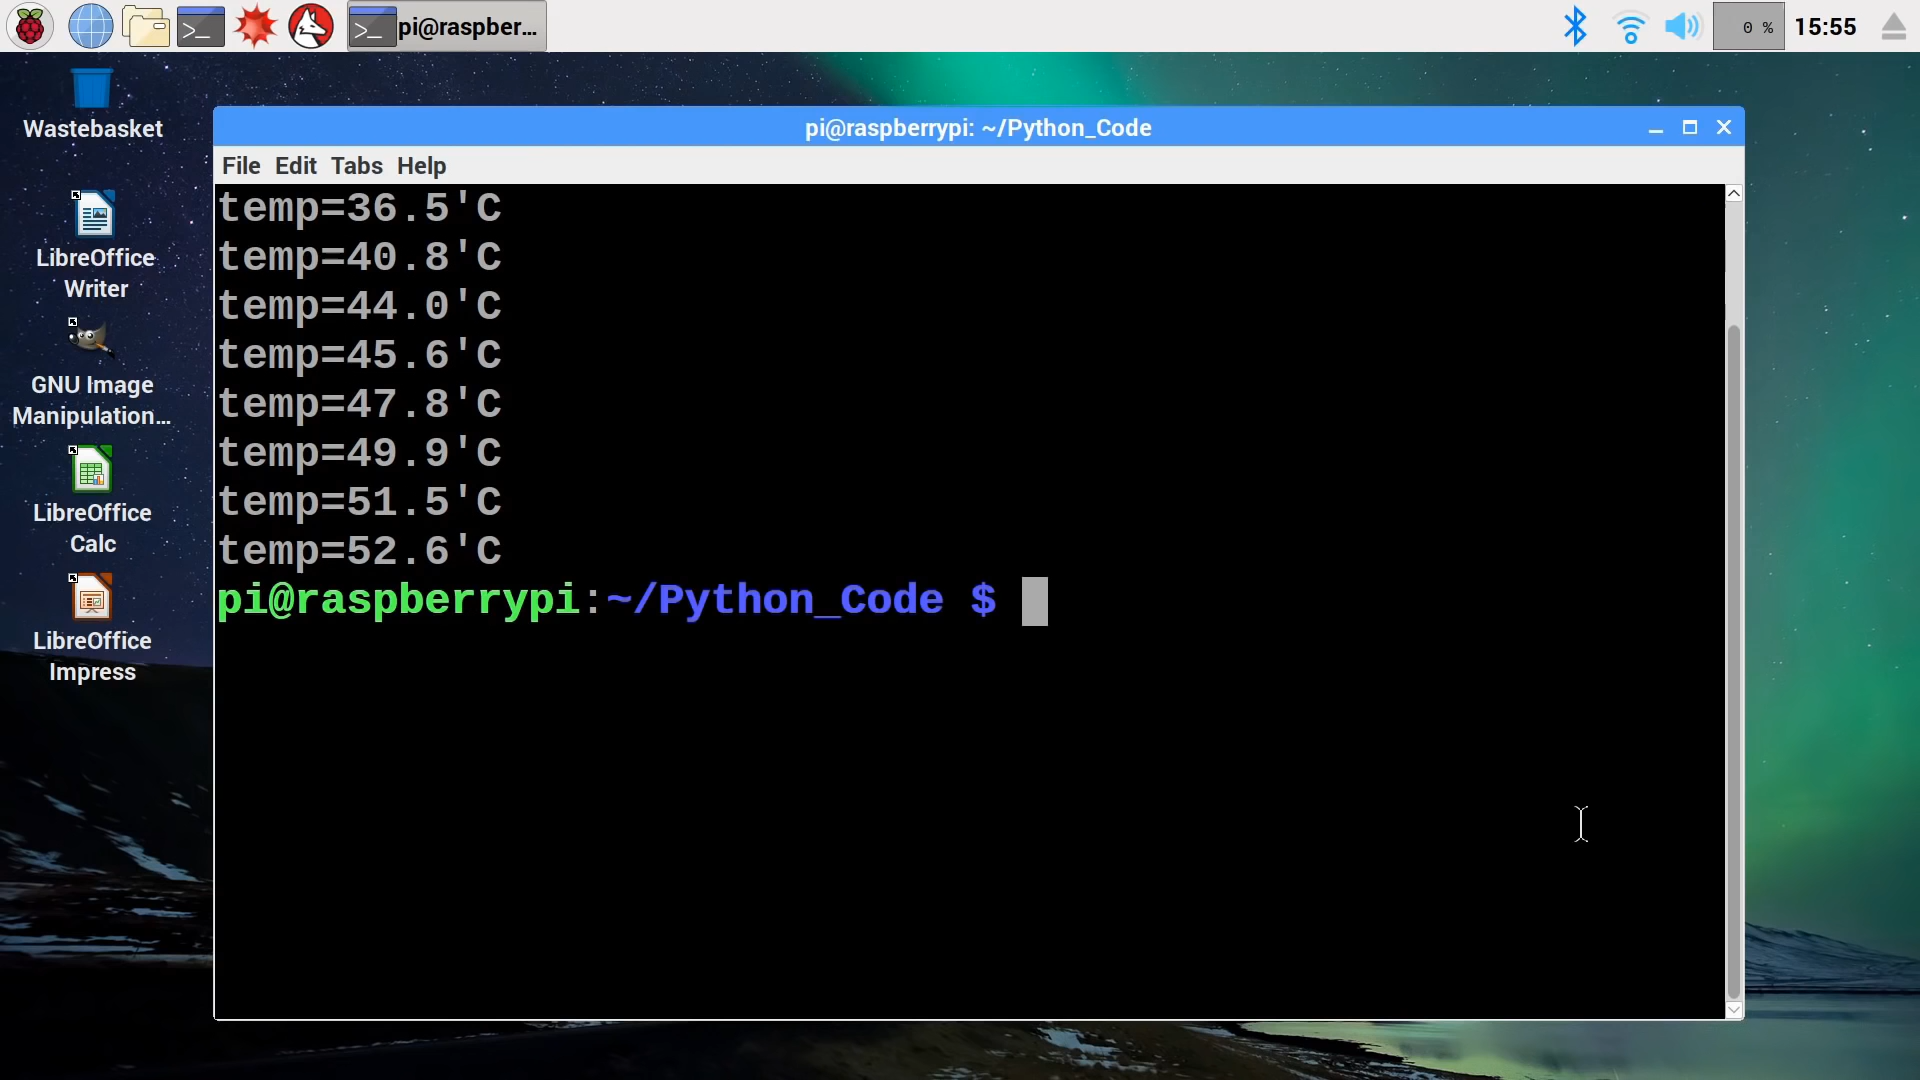 pi@raspber...
0 %
15:55
Wastebasket
LibreOffice
Writer
GNU Image
Manipulation...
LibreOffice
Calc
LibreOffice
Impress
pi@raspberrypi: ~/Python_Code
File Edit Tabs Help
temp=36.5'C
temp=40.8'C
temp=44.0'C
temp=45.6'C
temp=47.8'C
temp=49.9'C
temp=51.5'C
temp=52.6'C
pi@raspberrypi:~/Python_Code $